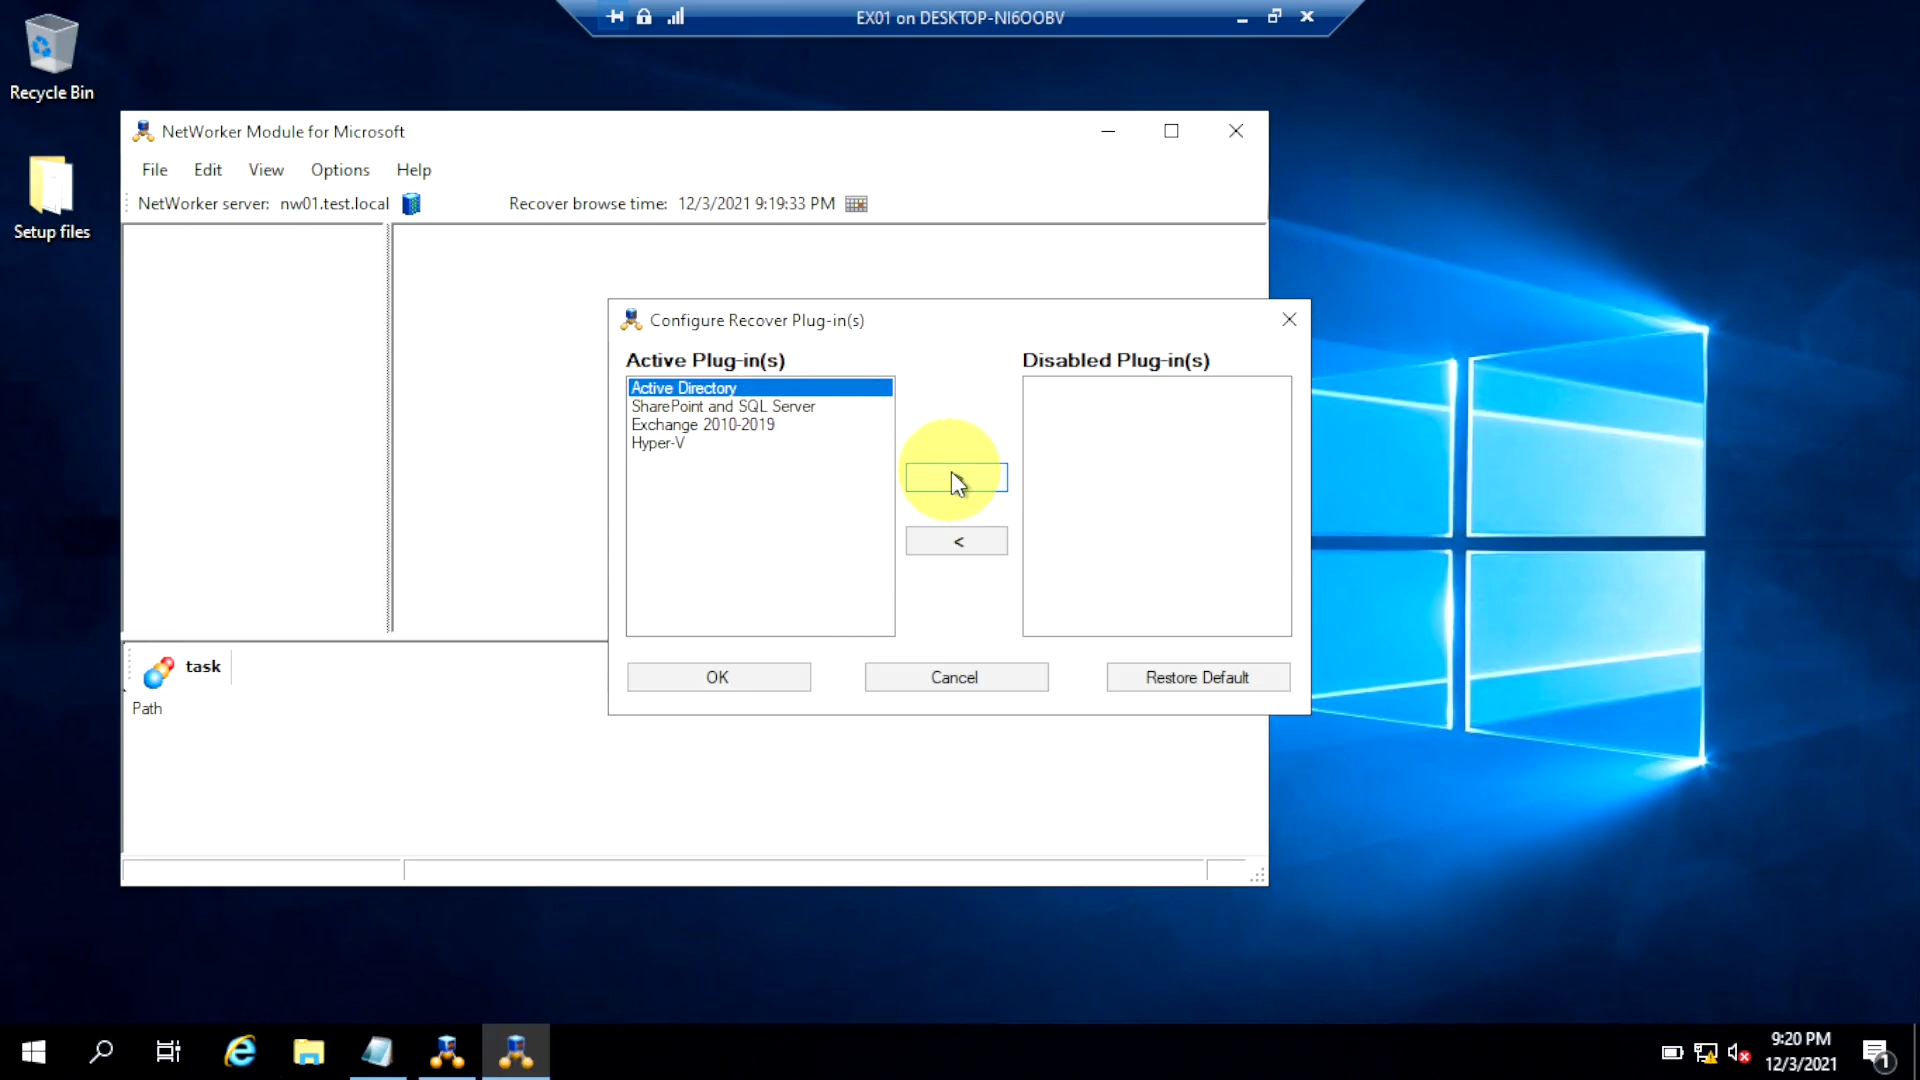 EX01 on DESKTOP-NI6OOBV
Recycle Bin
Setup files
NetWorker Module for Microsoft
File Edit View Options Help
NetWorker server: nw01.test.local Recover browse time: 12/3/2021 9:19:33 PM
Configure Recover Plug-in(s)
Active Plug-in(s) Disabled Plug-in(s)
Active Directory
SharePoint and SQL Server
Exchange 2010-2019
Hyper-V
<
OK Cancel Restore Default
task
Path
9:20 PM
12/3/2021
1